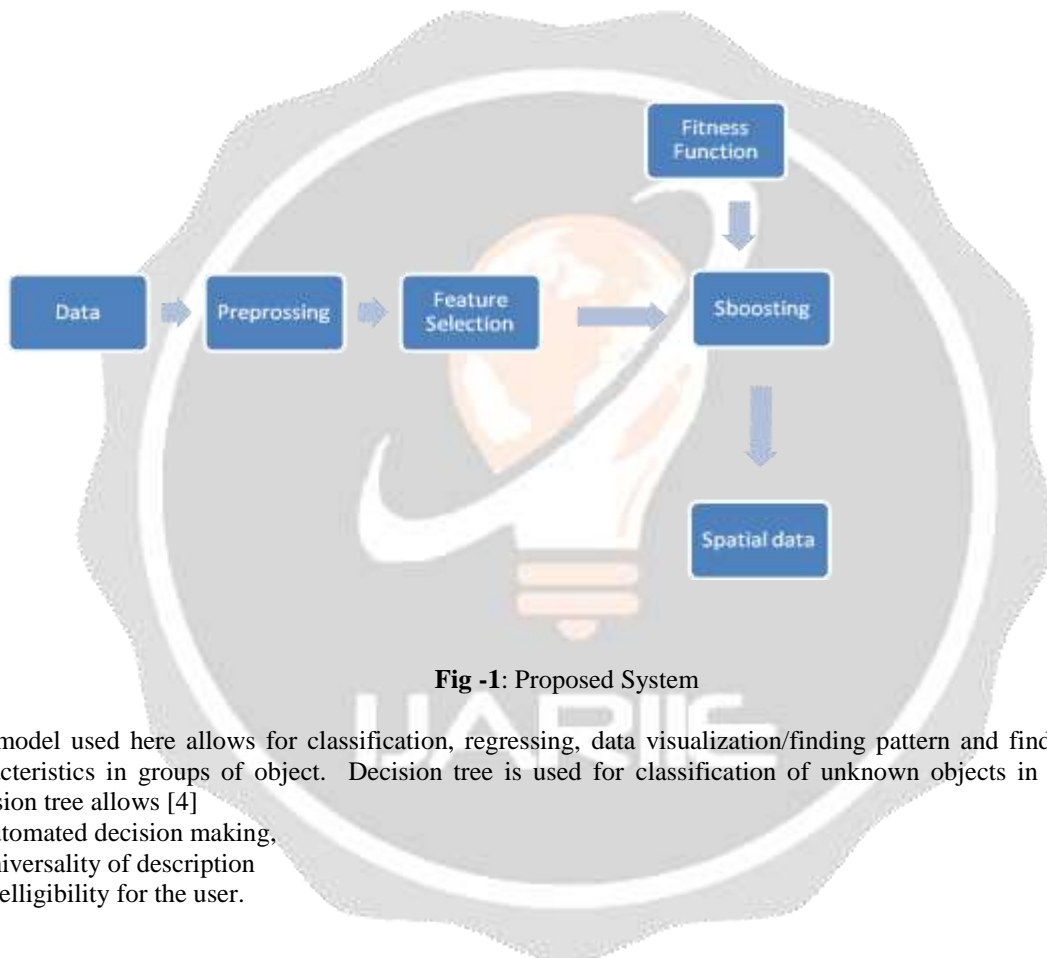 Fitness
Function
Data
Preprossing
Feature
Selection
Sboosting
Spatial data
Fig -1: Proposed System
IJARIIE
model used here allows for classification, regressing, data visualization/finding pattern and find
acteristics in groups of object. Decision tree is used for classification of unknown objects in
sion tree allows [4]
tomated decision making,
iversality of description
elligibility for the user.